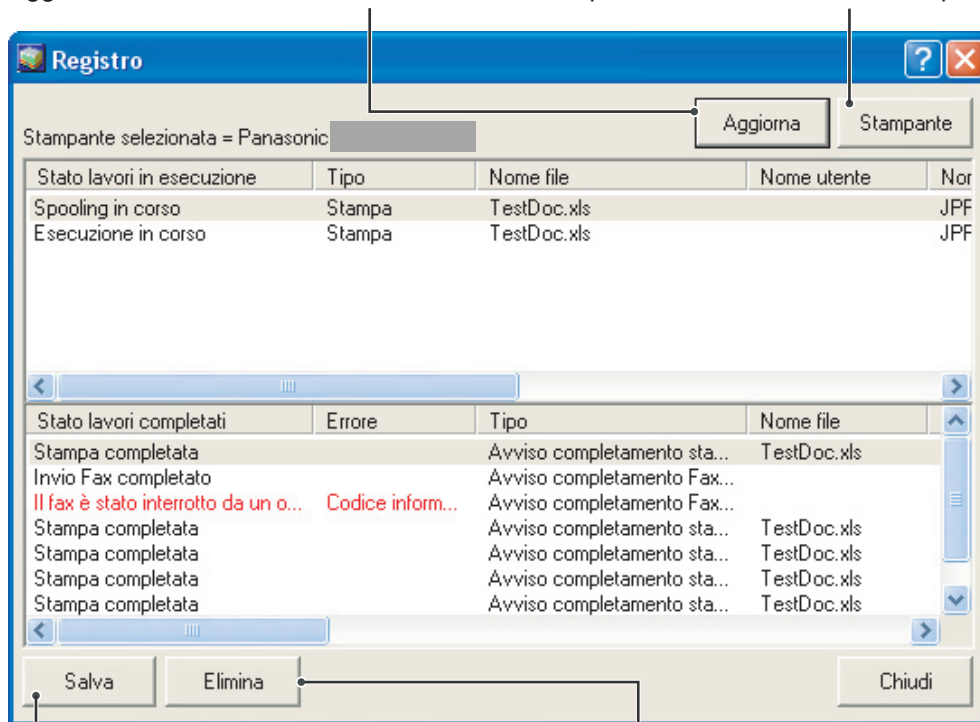 Registro
Aggiorna Stampante
Stampante selezionata = Panasonic
Stato lavori in esecuzione Tipo Nome file Nome utente
Spooling in corso Stampa TestDoc.xls
Esecuzione in corso Stampa TestDoc.xls
Stato lavori completati Errore Tipo Nome file
Stampa completata Avviso completamento sta... TestDoc.xls
Invio Fax completato Avviso completamento Fax...
Il fax è stato interrotto da un o... Codice inform... Avviso completamento Fax...
Stampa completata Avviso completamento sta... TestDoc.xls
Stampa completata Avviso completamento sta... TestDoc.xls
Stampa completata Avviso completamento sta... TestDoc.xls
Stampa completata Avviso completamento sta... TestDoc.xls
Salva Elimina Chiudi